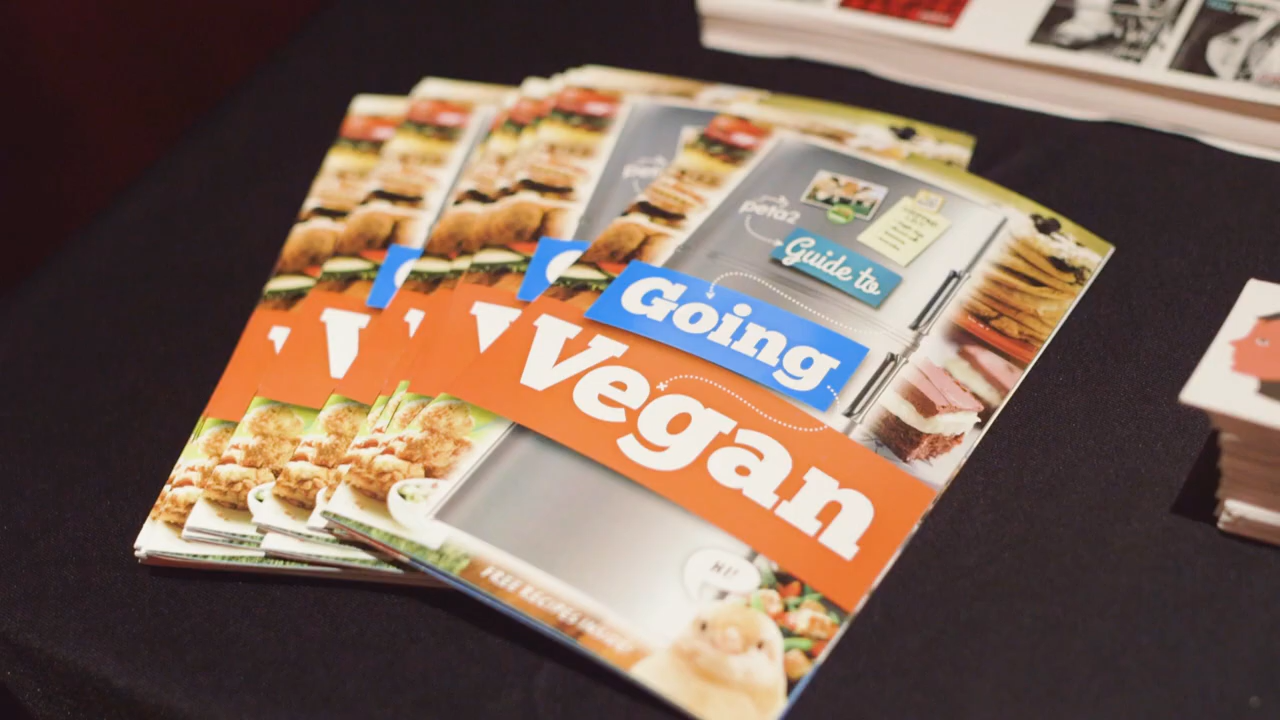 peta2
Guide to
Going
Vegan
HI!
FREE RECIPES INSIDE!